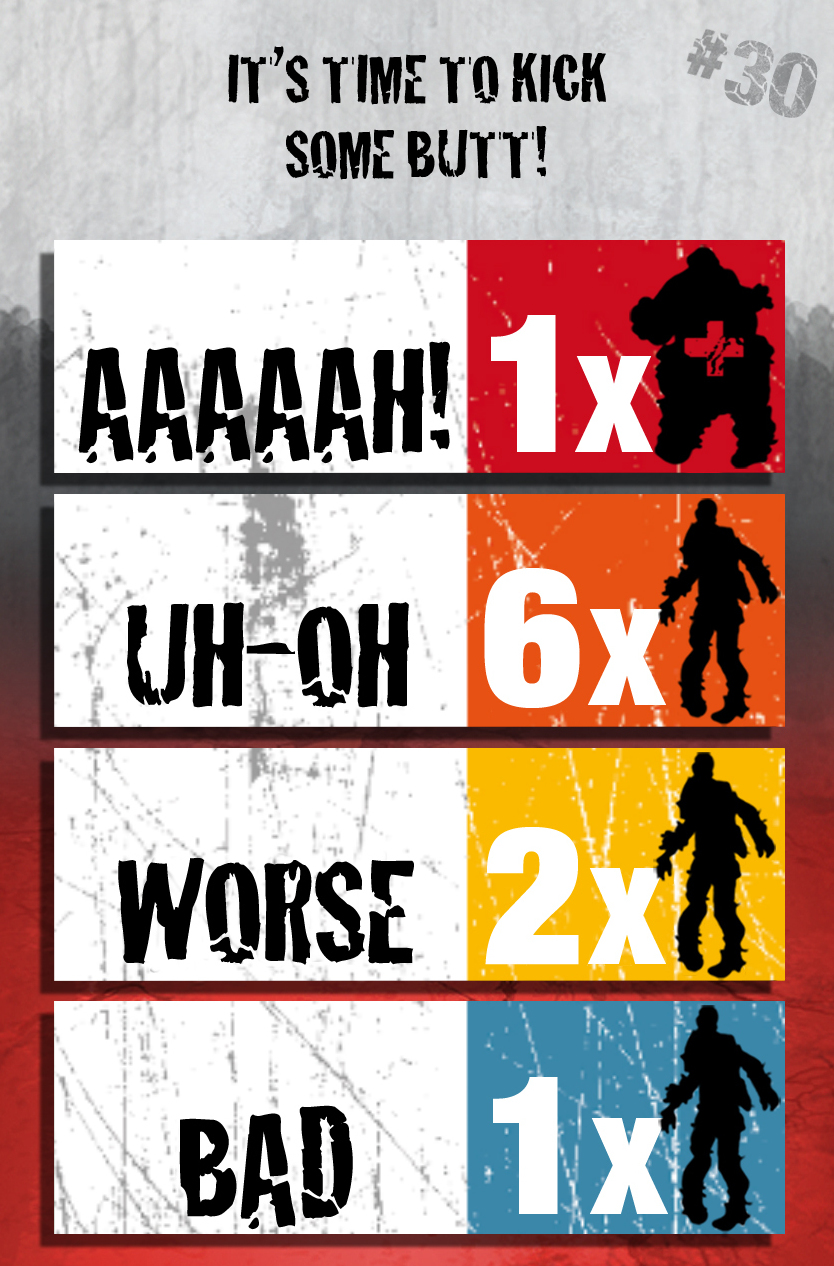 #30
IT'S TIME TO KICK
SOME BUTT!
AAAAAH!
1x
UH-OH
6x
WORSE
2x
BAD
1x